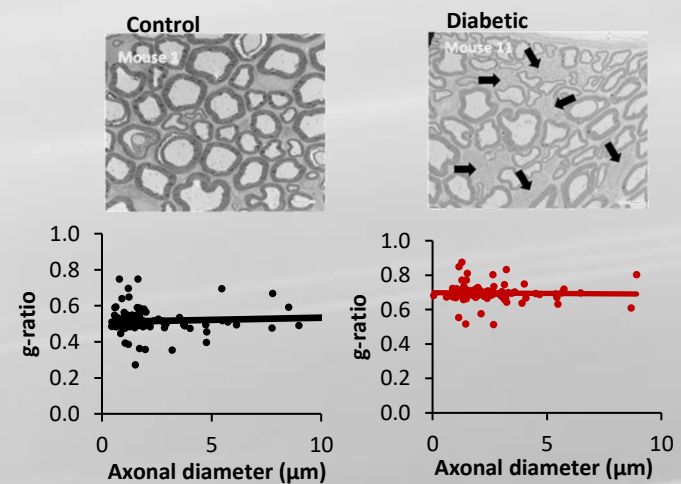 Control
Diabetic
Mouse 1
Mouse 11
1.0
0.8
0.6
0.4
0.2
0.0
g-ratio
0
5
10
Axonal diameter (µm)
1.0
0.8
0.6
0.4
0.2
0.0
g-ratio
0
5
10
Axonal diameter (µm)